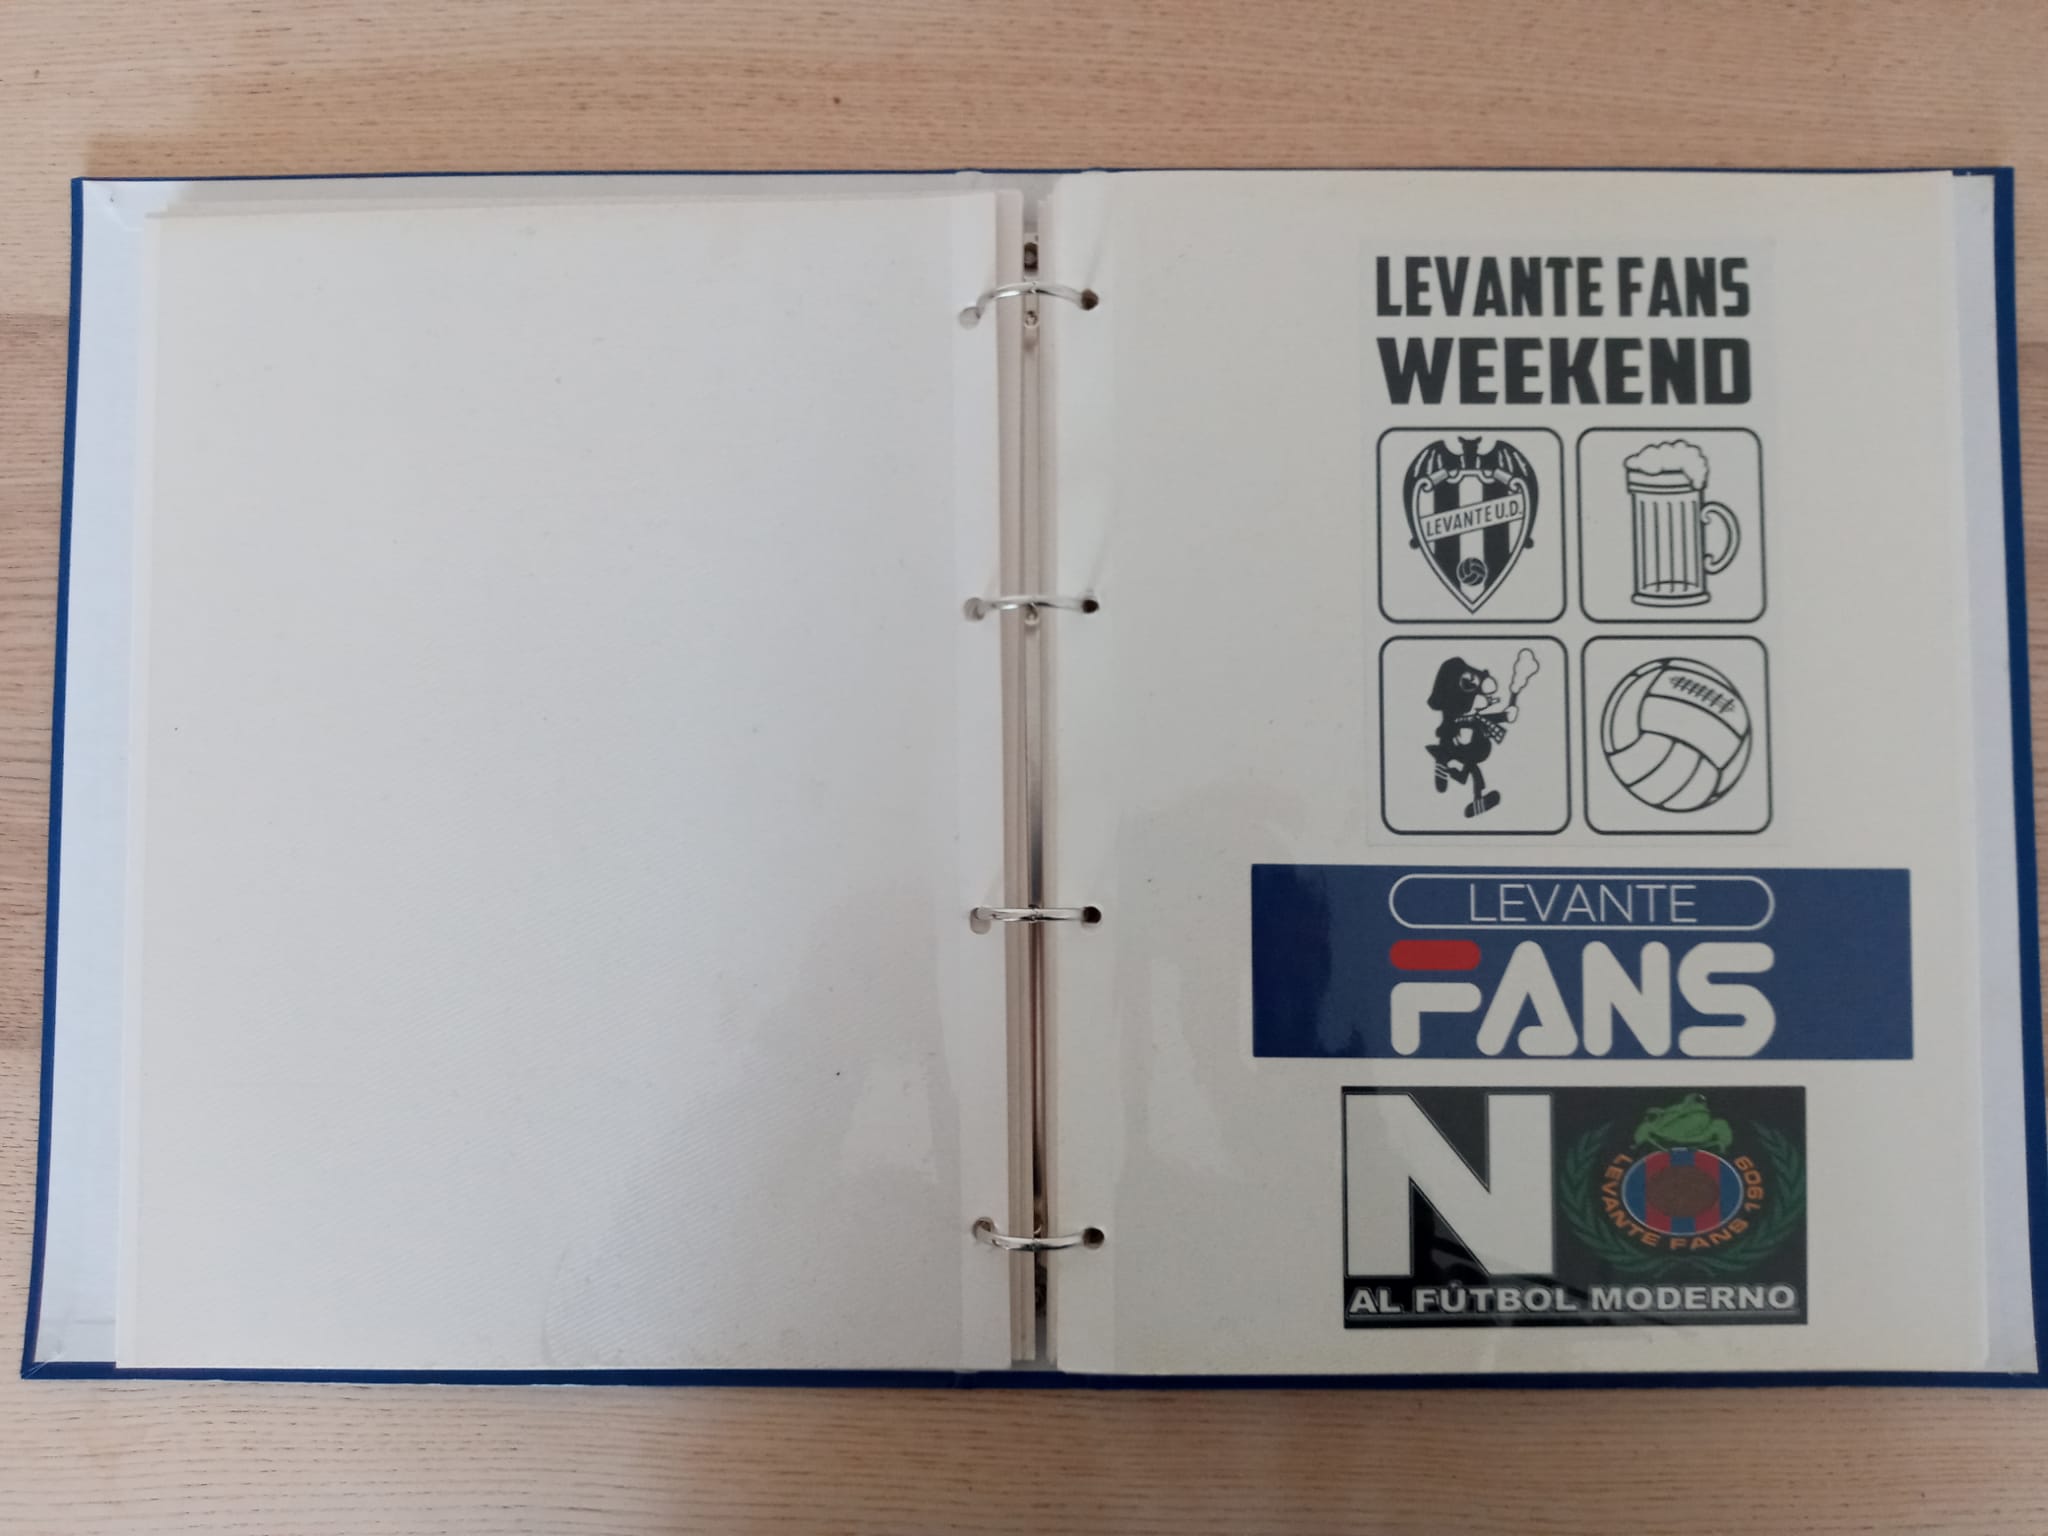 LEVANTE FANS
WEEKEND
LEVANTE U.D.
LEVANTE
FANS
N
LEVANTE FANS 1909
AL FÚTBOL MODERNO